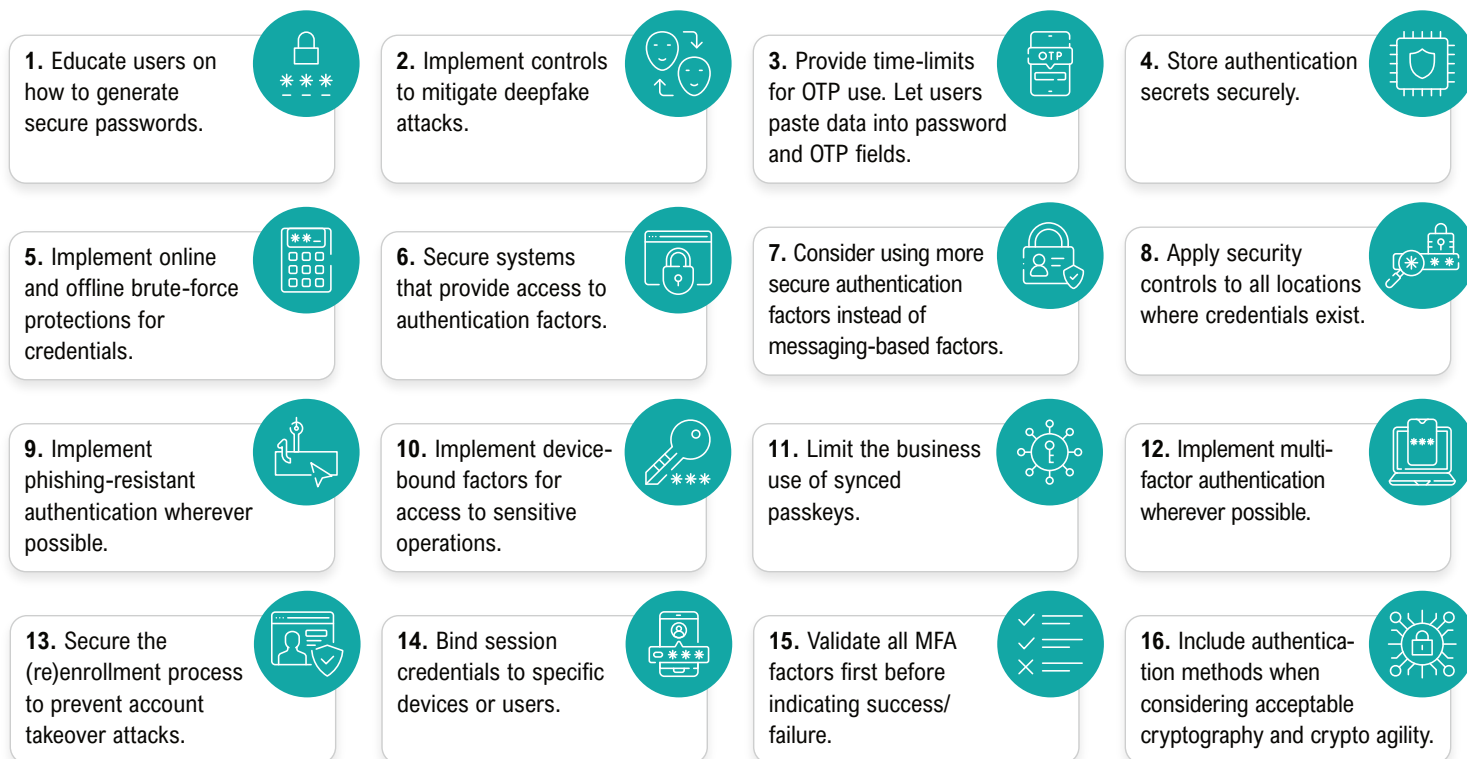 1. Educate users on
how to generate
secure passwords.
2. Implement controls
to mitigate deepfake
attacks.
3. Provide time-limits
for OTP use. Let users
paste data into password
and OTP fields.
OTP
4. Store authentication
secrets securely.
5. Implement online
and offline brute-force
protections for
credentials.
6. Secure systems
that provide access to
authentication factors.
7. Consider using more
secure authentication
factors instead of
messaging-based factors.
8. Apply security
controls to all locations
where credentials exist.
9. Implement
phishing-resistant
authentication wherever
possible.
10. Implement device-
bound factors for
access to sensitive
operations.
11. Limit the business
use of synced
passkeys.
12. Implement multi-
factor authentication
wherever possible.
13. Secure the
(re)enrollment process
to prevent account
takeover attacks.
14. Bind session
credentials to specific
devices or users.
15. Validate all MFA
factors first before
indicating success/
failure.
16. Include authentica-
tion methods when
considering acceptable
cryptography and crypto agility.